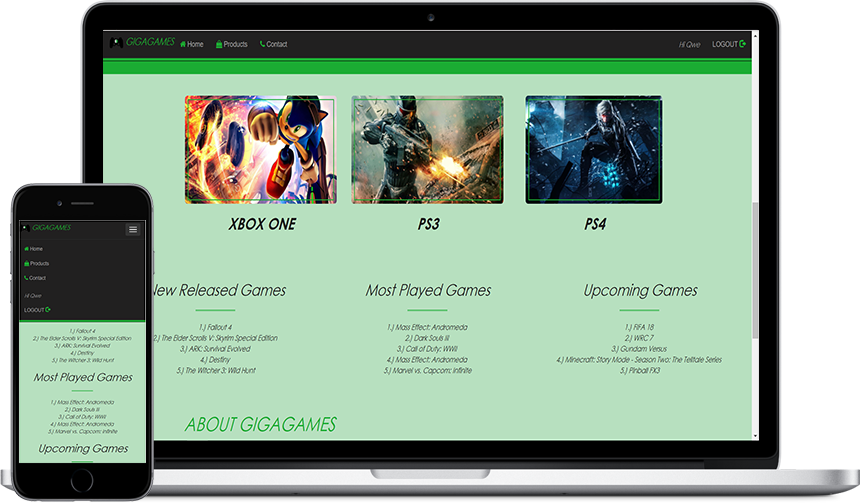 GIGAGAMES Home Products Contact Hi Qwe LOGOUT
XBOX ONE PS3 PS4
New Released Games Most Played Games Upcoming Games
1.) Fallout 4
2.) The Elder Scrolls V: Skyrim Special Edition
3.) ARK: Survival Evolved
4.) Destiny
5.) The Witcher 3: Wild Hunt
1.) Mass Effect: Andromeda
2.) Dark Souls III
3.) Call of Duty: WWII
4.) Mass Effect: Andromeda
5.) Marvel vs. Capcom: Infinite
1.) FIFA 18
2.) WRC 7
3.) Gundam Versus
4.) Minecraft: Story Mode - Season Two: The Telltale Series
5.) Pinball FX3
ABOUT GIGAGAMES
GIGAGAMES
Home
Products
Contact
Hi Qwe
LOGOUT
1.) Fallout 4
2.) The Elder Scrolls V: Skyrim Special Edition
3.) ARK: Survival Evolved
4.) Destiny
5.) The Witcher 3: Wild Hunt
Most Played Games
1.) Mass Effect: Andromeda
2.) Dark Souls III
3.) Call of Duty: WWII
4.) Mass Effect: Andromeda
5.) Marvel vs. Capcom: Infinite
Upcoming Games